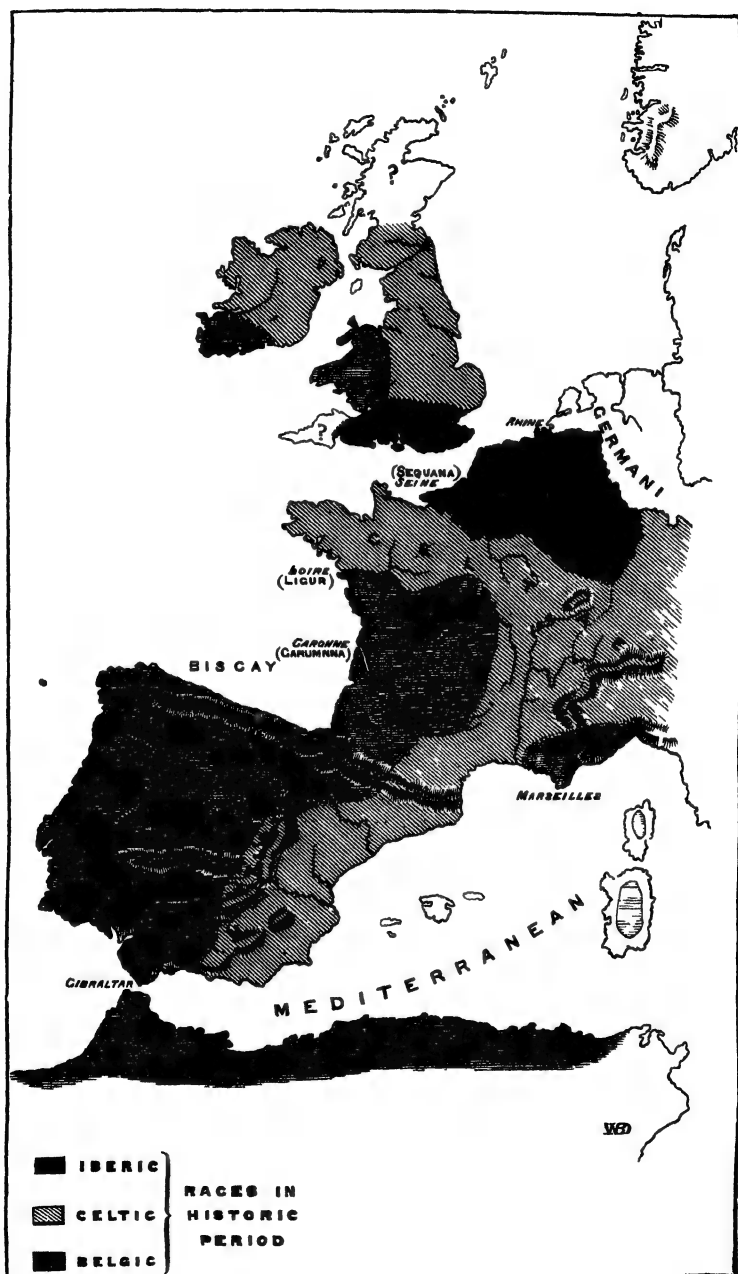 ?
?
RHINE
GERMANI
(SEQUANA)
SEINE
LOIRE
(LIGUR)
GARONNE
(GARUMNNA)
BISCAY
MARSEILLES
MEDITERRANEAN
GIBRALTAR
IBERIC
CELTIC
BELGIC
RACES IN
HISTORIC
PERIOD